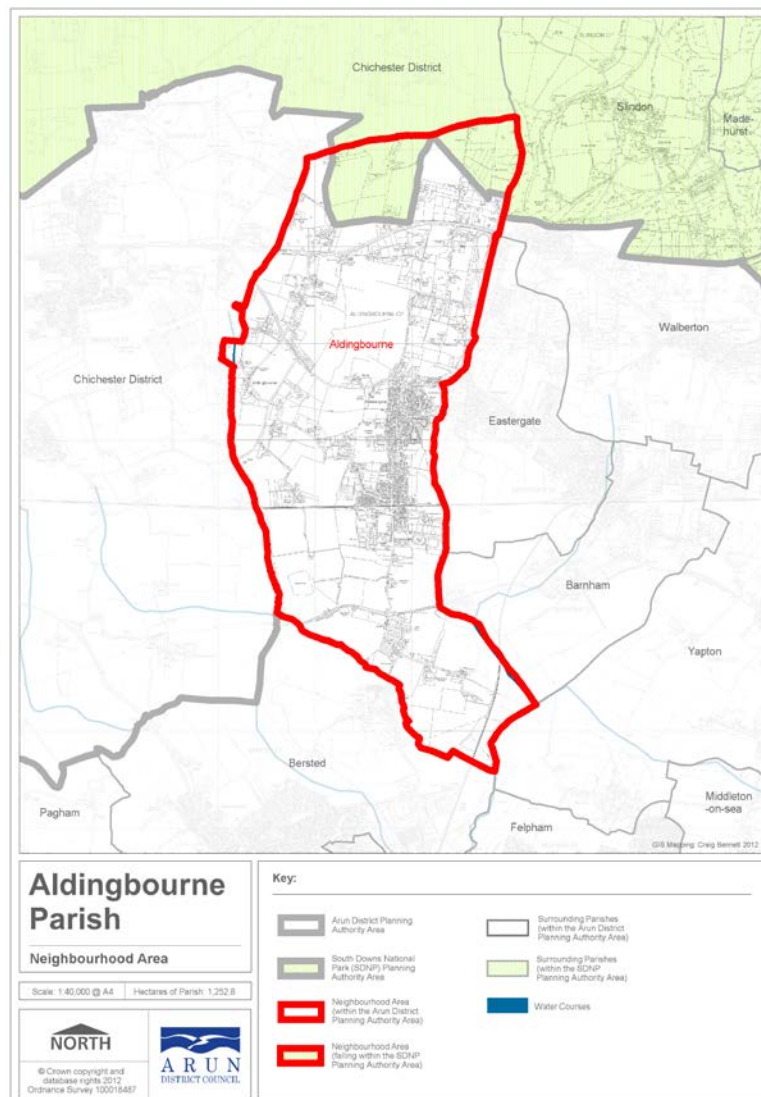 Chichester District
Slindon
Made-
hurst
Walberton
Aldingbourne
Chichester District
Eastergate
Barnham
Yapton
Bersted
Pagham
Felpham
Middleton
-on-sea
GIS Mapping: Craig Bennett 2012
Aldingbourne
Parish
Neighbourhood Area
Scale: 1:40,000 @ A4
Hectares of Parish: 1,252.8
NORTH
© Crown copyright and
database rights 2012
Ordnance Survey 100018487
ARUN
DISTRICT COUNCIL
Key:
Arun District Planning
Authority Area
South Downs National
Park (SDNP) Planning
Authority Area
Neighbourhood Area
(within the Arun District
Planning Authority Area)
Neighbourhood Area
(falling within the SDNP
Planning Authority Area)
Surrounding Parishes
(within the Arun District
Planning Authority Area)
Surrounding Parishes
(within the SDNP
Planning Authority Area)
Water Courses